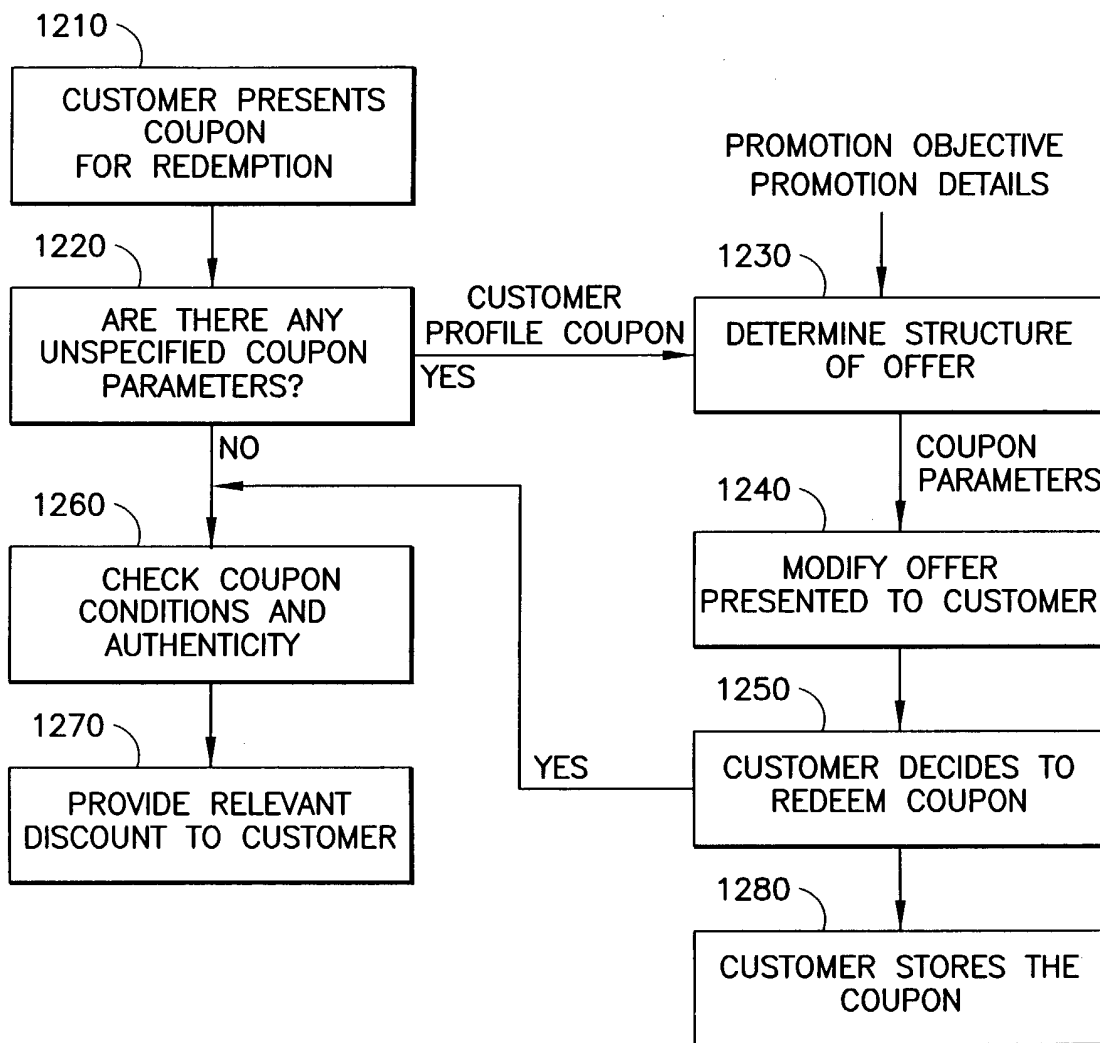 1210
CUSTOMER PRESENTS
COUPON
FOR REDEMPTION
1220
ARE THERE ANY
UNSPECIFIED COUPON
PARAMETERS?
CUSTOMER
PROFILE COUPON
YES
NO
PROMOTION OBJECTIVE
PROMOTION DETAILS
1230
DETERMINE STRUCTURE
OF OFFER
COUPON
PARAMETERS
1240
MODIFY OFFER
PRESENTED TO CUSTOMER
1250
CUSTOMER DECIDES TO
REDEEM COUPON
YES
1260
CHECK COUPON
CONDITIONS AND
AUTHENTICITY
1270
PROVIDE RELEVANT
DISCOUNT TO CUSTOMER
1280
CUSTOMER STORES THE
COUPON